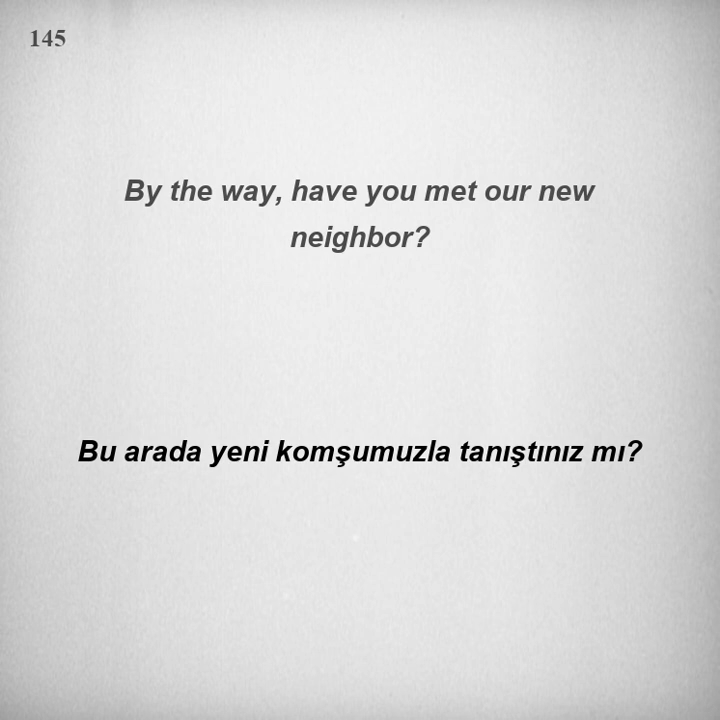 145
By the way, have you met our new
neighbor?
Bu arada yeni komşumuzla tanıştınız mı?